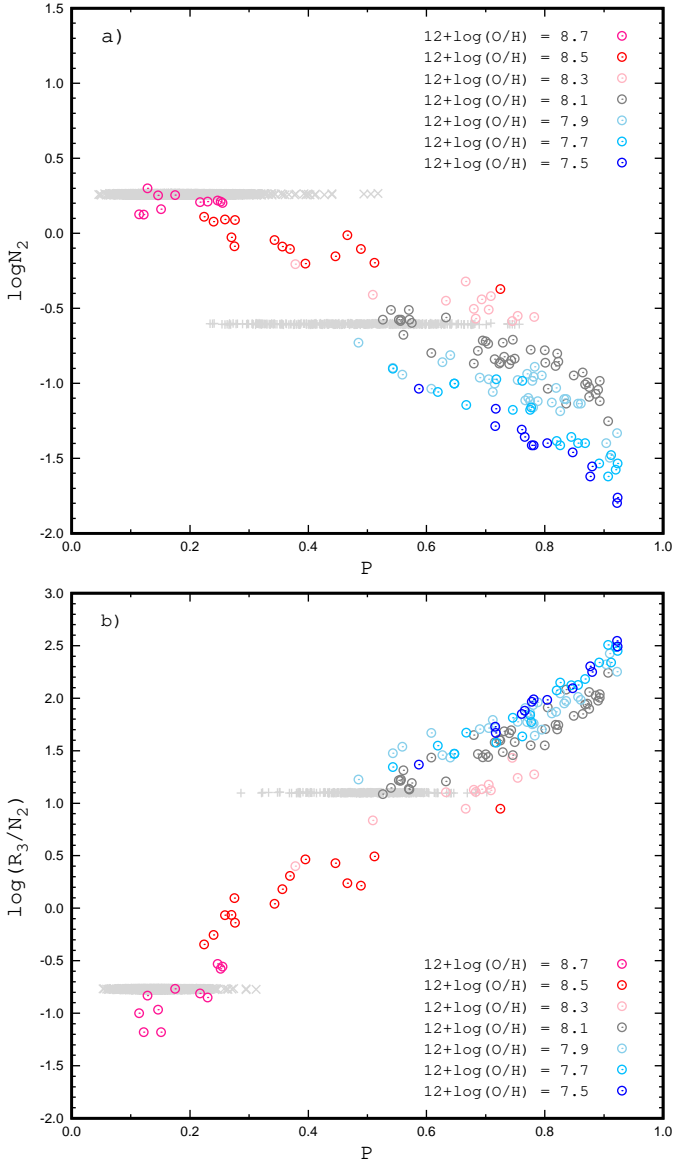 1.5
a)
12+log(O/H) = 8.7
12+log(O/H) = 8.5
12+log(O/H) = 8.3
1.0
12+log(O/H) = 8.1
12+log(O/H) = 7.9
12+log(O/H) = 7.7
12+log(O/H) = 7.5
0.5
0.0
logN2
-0.5
-1.0
-1.5
-2.0
0.0 0.2 0.4 0.6 0.8 1.0
P
3.0
b)
2.5
2.0
1.5
1.0
log(R3/N2)
0.5
0.0
-0.5
12+log(O/H) = 8.7
12+log(O/H) = 8.5
12+log(O/H) = 8.3
-1.0
12+log(O/H) = 8.1
12+log(O/H) = 7.9
-1.5
12+log(O/H) = 7.7
12+log(O/H) = 7.5
-2.0
0.0 0.2 0.4 0.6 0.8 1.0
P